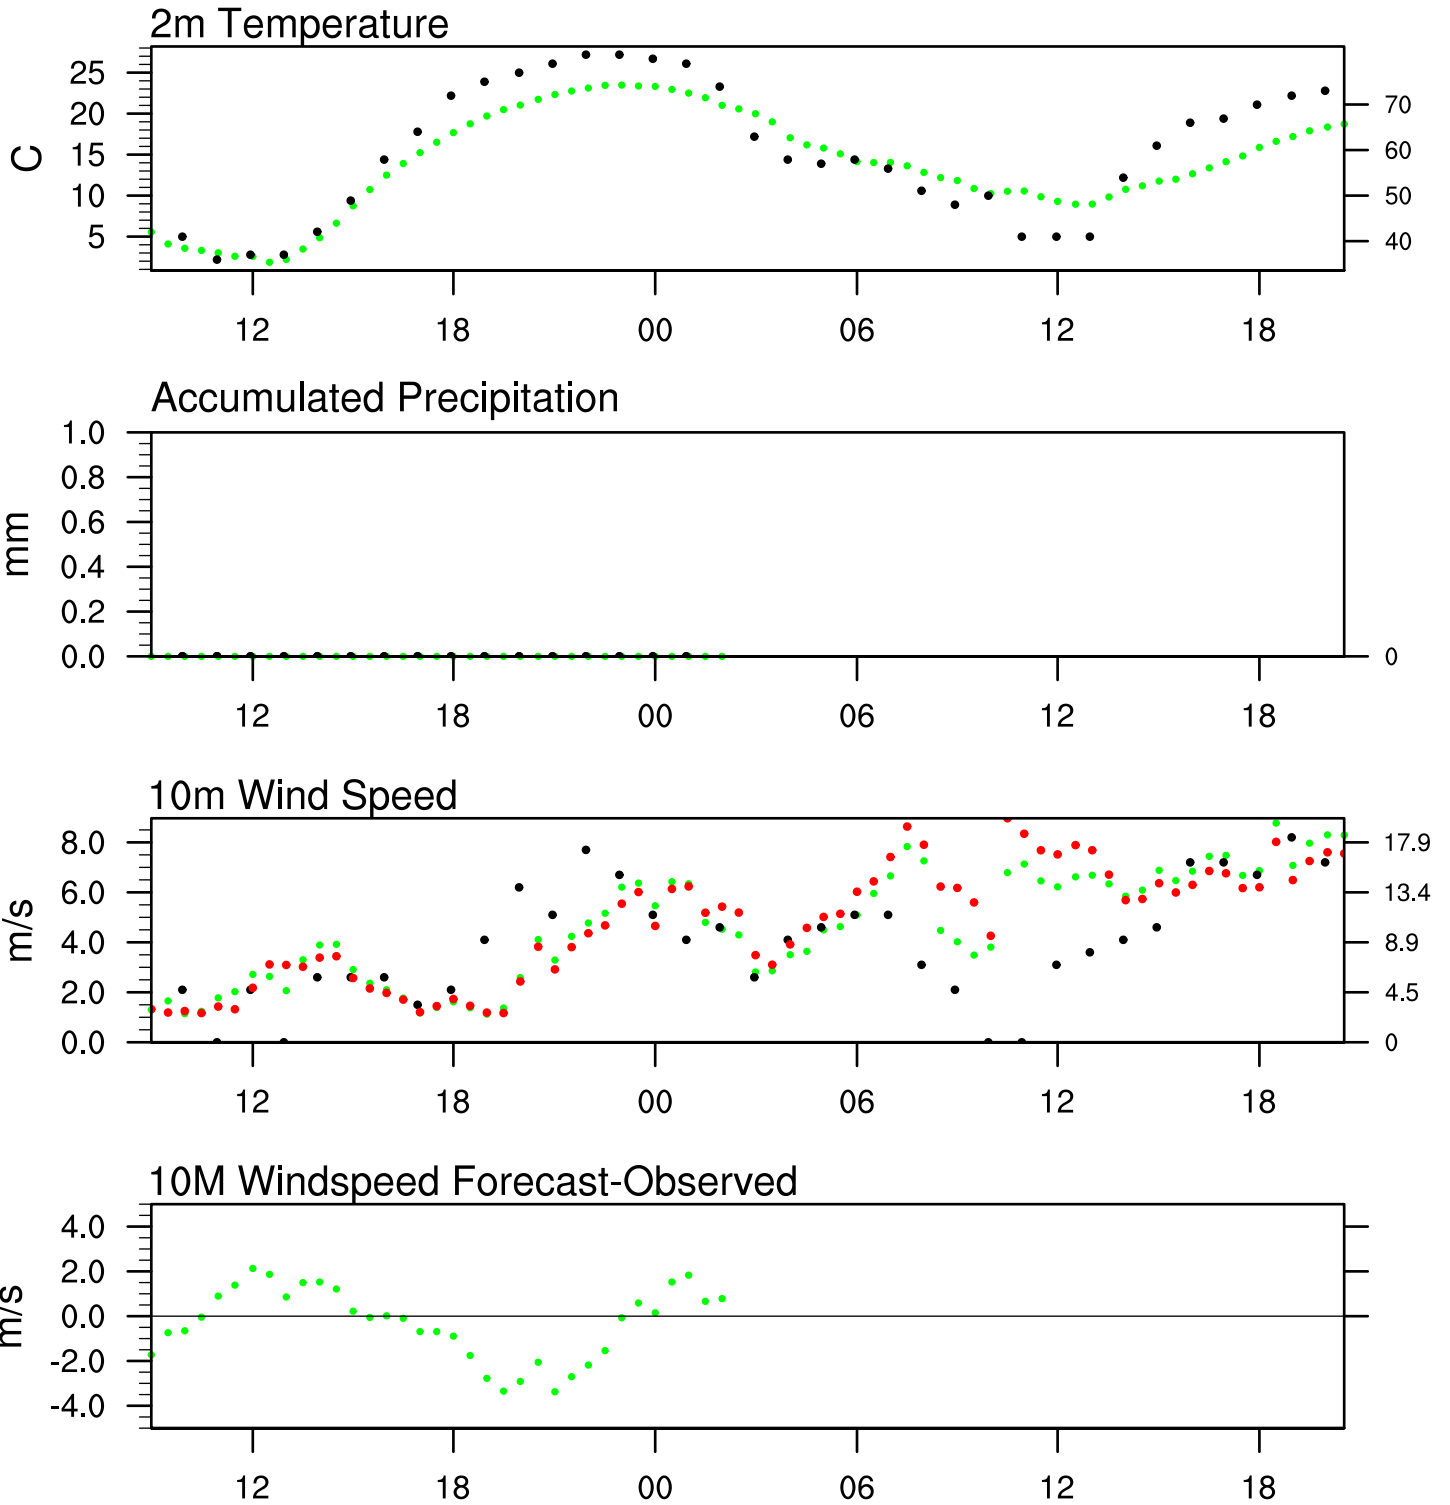 2m Temperature
25
20
15
10
5
C
70
60
50
40
12 18 00 06 12 18
Accumulated Precipitation
1.0
0.8
0.6
0.4
0.2
0.0
mm
0
12 18 00 06 12 18
10m Wind Speed
8.0
6.0
4.0
2.0
0.0
m/s
17.9
13.4
8.9
4.5
0
12 18 00 06 12 18
10M Windspeed Forecast-Observed
4.0
2.0
0.0
-2.0
-4.0
m/s
12 18 00 06 12 18